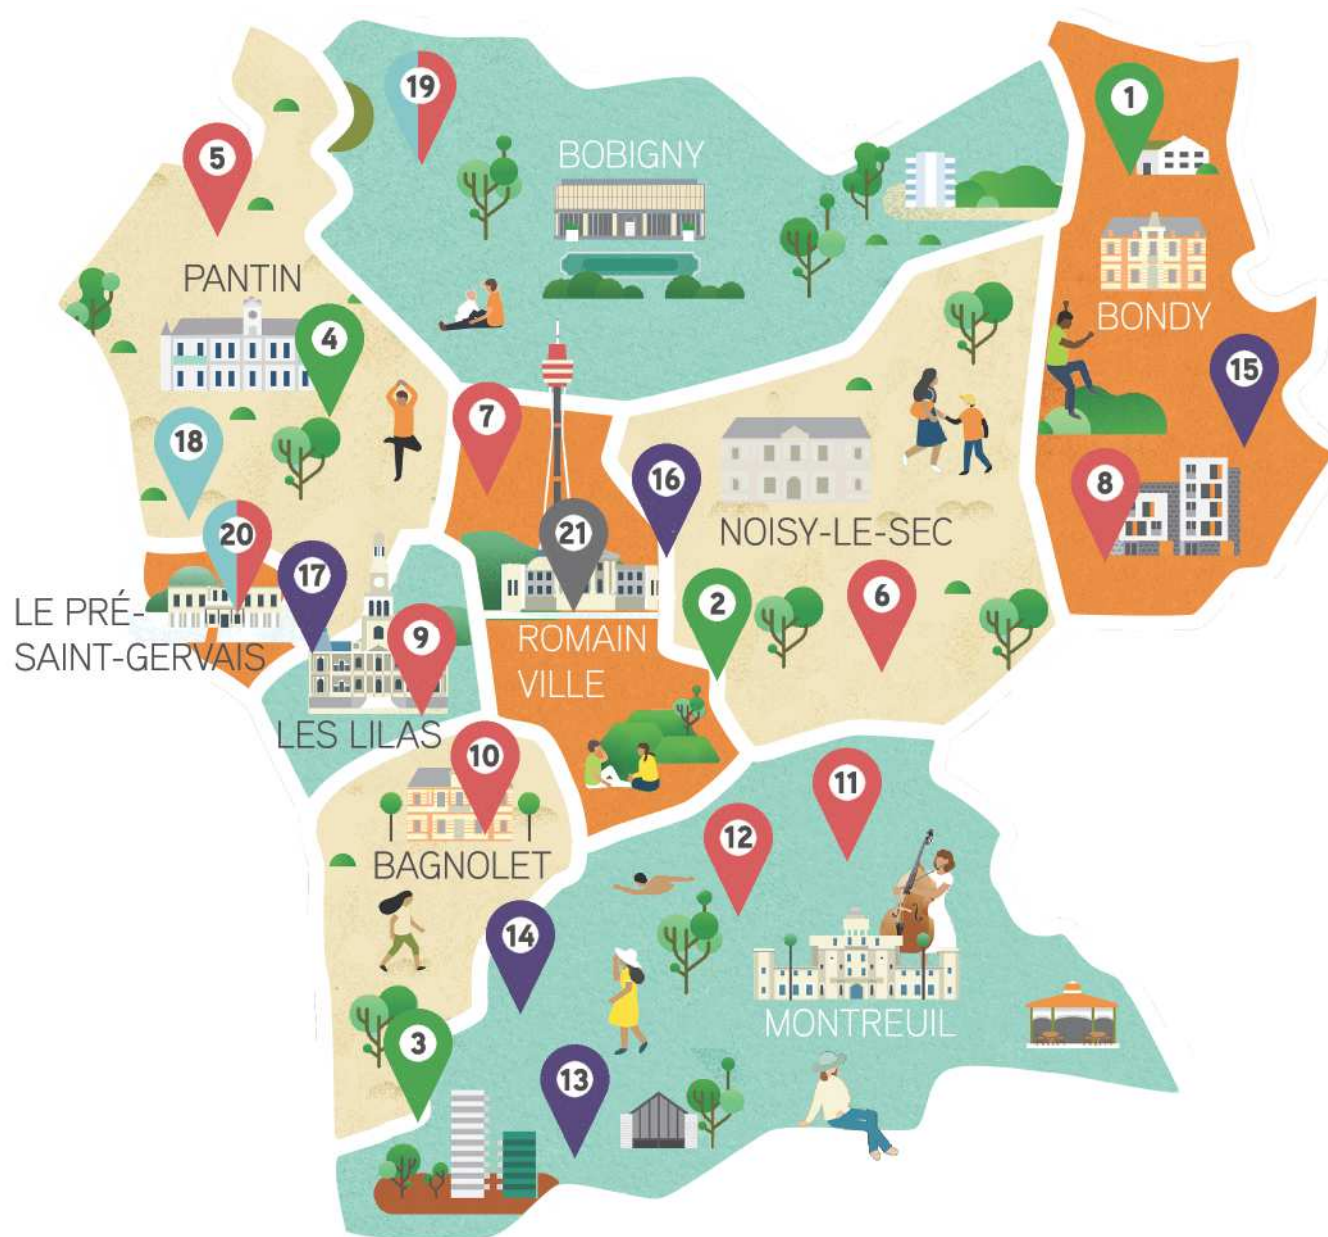 19
1
5
BOBIGNY
PANTIN
4
BONDY
15
7
18
16
8
20
21
NOISY-LE-SEC
17
2
6
LE PRÉ-
SAINT-GERVAIS
9
ROMAIN
VILLE
LES LILAS
10
11
12
BAGNOLET
14
MONTREUIL
3
13